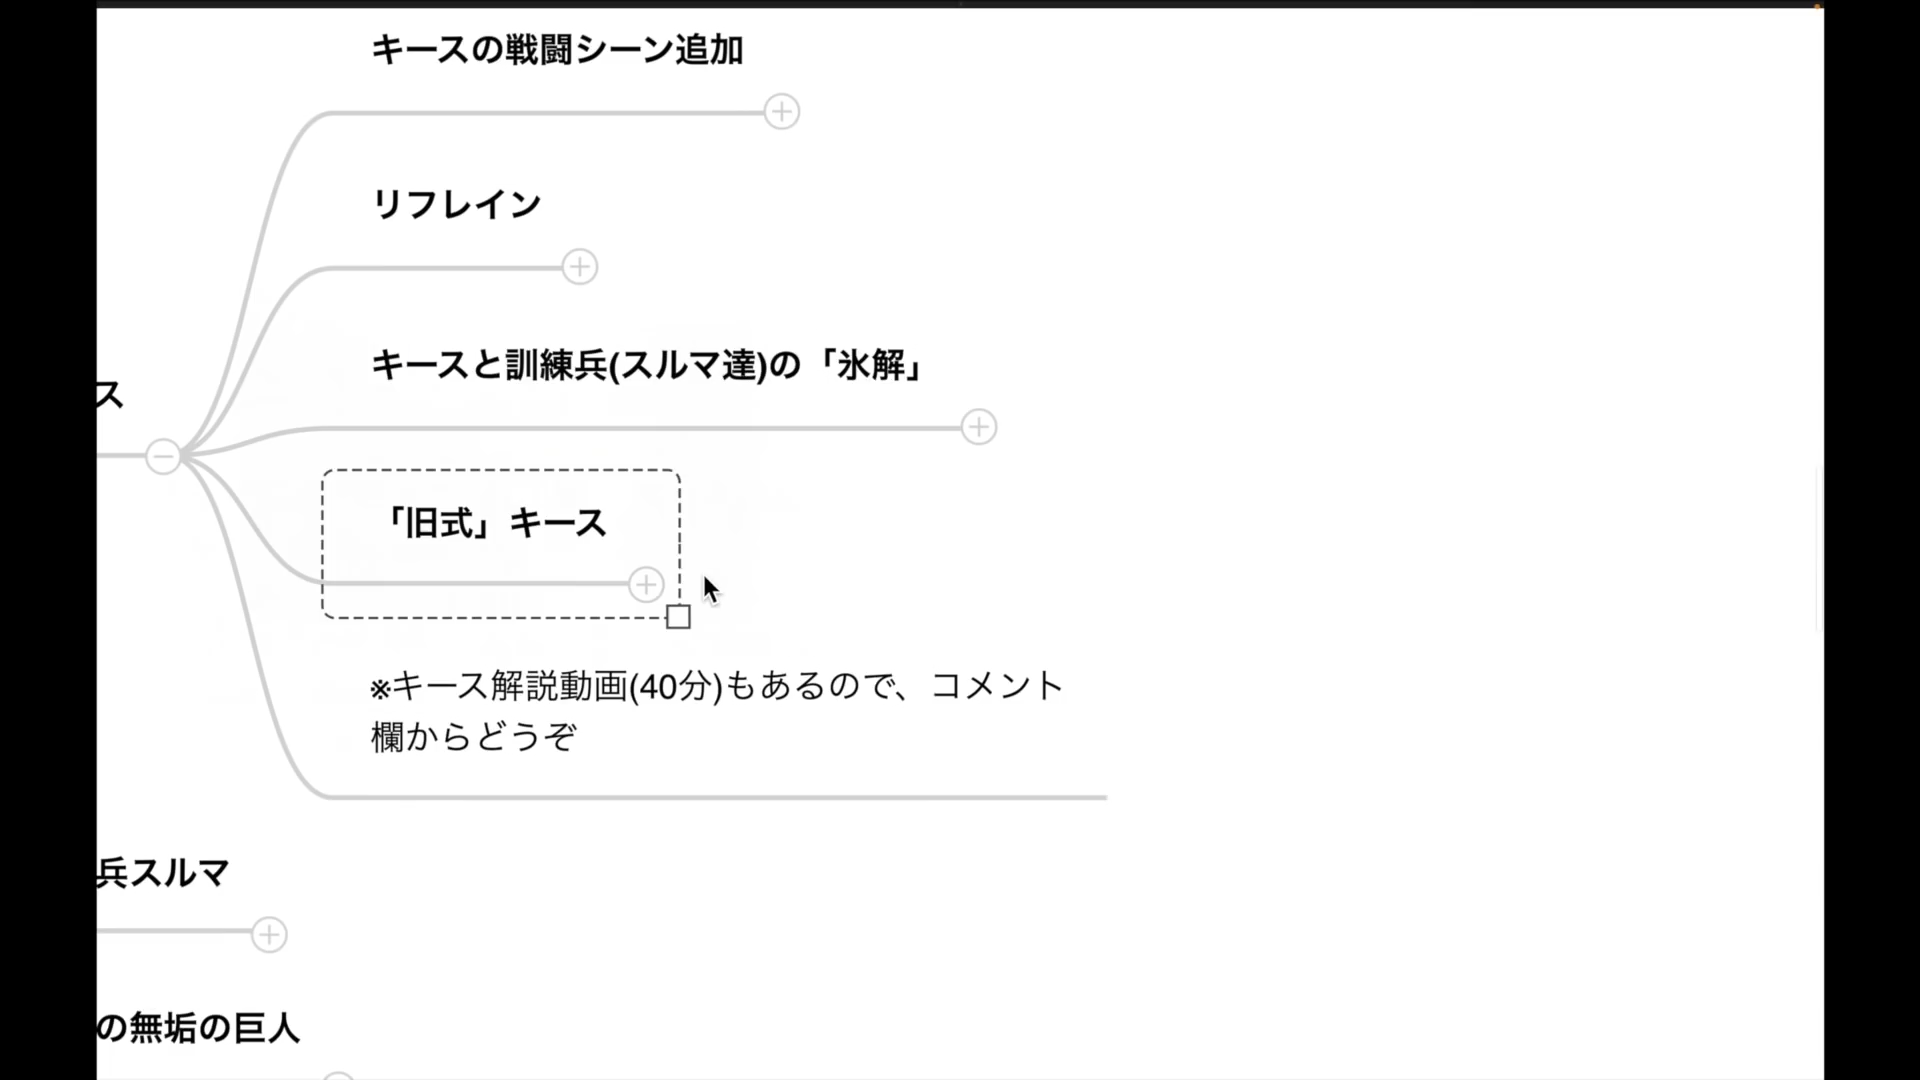 キースの戦闘シーン追加
リフレイン
キースと訓練兵(スルマ達)の「氷解」
ス
「旧式」キース
※キース解説動画(40分)もあるので、コメント
欄からどうぞ
兵スルマ
の無垢の巨人